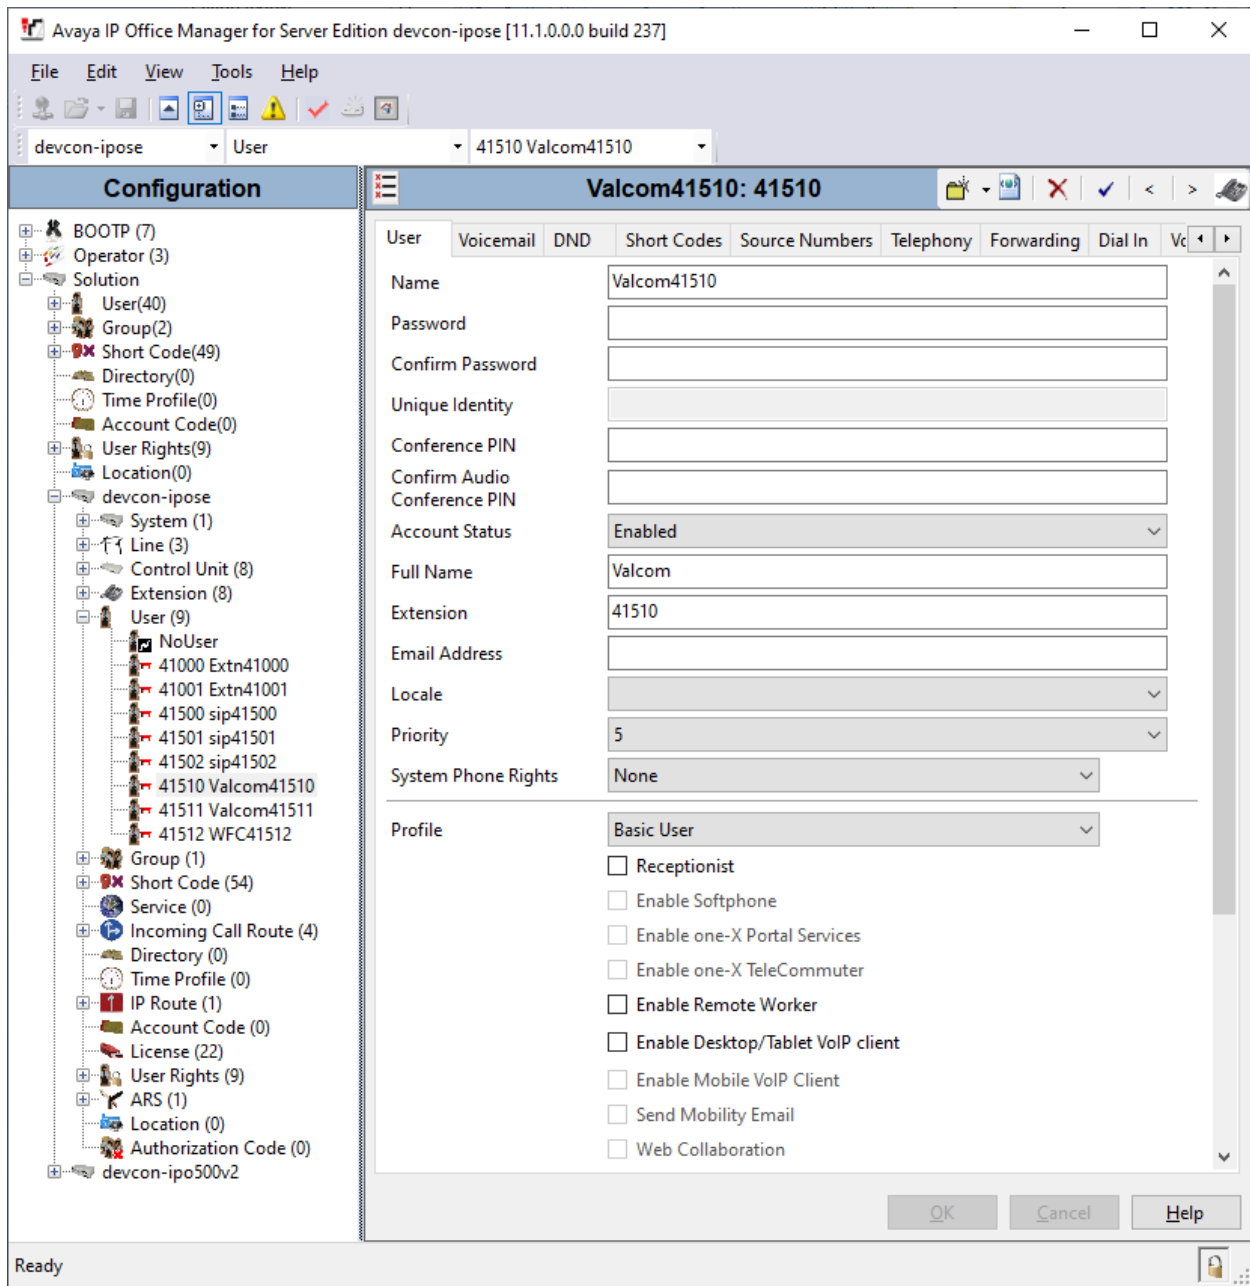 Avaya IP Office Manager for Server Edition devcon-ipose [11.1.0.0.0 build 237]
File Edit View Tools Help
devcon-ipose User 41510 Valcom41510
Configuration
BOOTP (7)
Operator (3)
Solution
User(40)
Group(2)
Short Code(49)
Directory(0)
Time Profile(0)
Account Code(0)
User Rights(9)
Location(0)
devcon-ipose
System (1)
Line (3)
Control Unit (8)
Extension (8)
User (9)
NoUser
41000 Extn41000
41001 Extn41001
41500 sip41500
41501 sip41501
41502 sip41502
41510 Valcom41510
41511 Valcom41511
41512 WFC41512
Group (1)
Short Code (54)
Service (0)
Incoming Call Route (4)
Directory (0)
Time Profile (0)
IP Route (1)
Account Code (0)
License (22)
User Rights (9)
ARS (1)
Location (0)
Authorization Code (0)
devcon-ipo500v2
Valcom41510: 41510
User Voicemail DND Short Codes Source Numbers Telephony Forwarding Dial In
Name Valcom41510
Password
Confirm Password
Unique Identity
Conference PIN
Confirm Audio
Conference PIN
Account Status Enabled
Full Name Valcom
Extension 41510
Email Address
Locale
Priority 5
System Phone Rights None
Profile Basic User
Receptionist
Enable Softphone
Enable one-X Portal Services
Enable one-X TeleCommuter
Enable Remote Worker
Enable Desktop/Tablet VoIP client
Enable Mobile VoIP Client
Send Mobility Email
Web Collaboration
OK Cancel Help
Ready